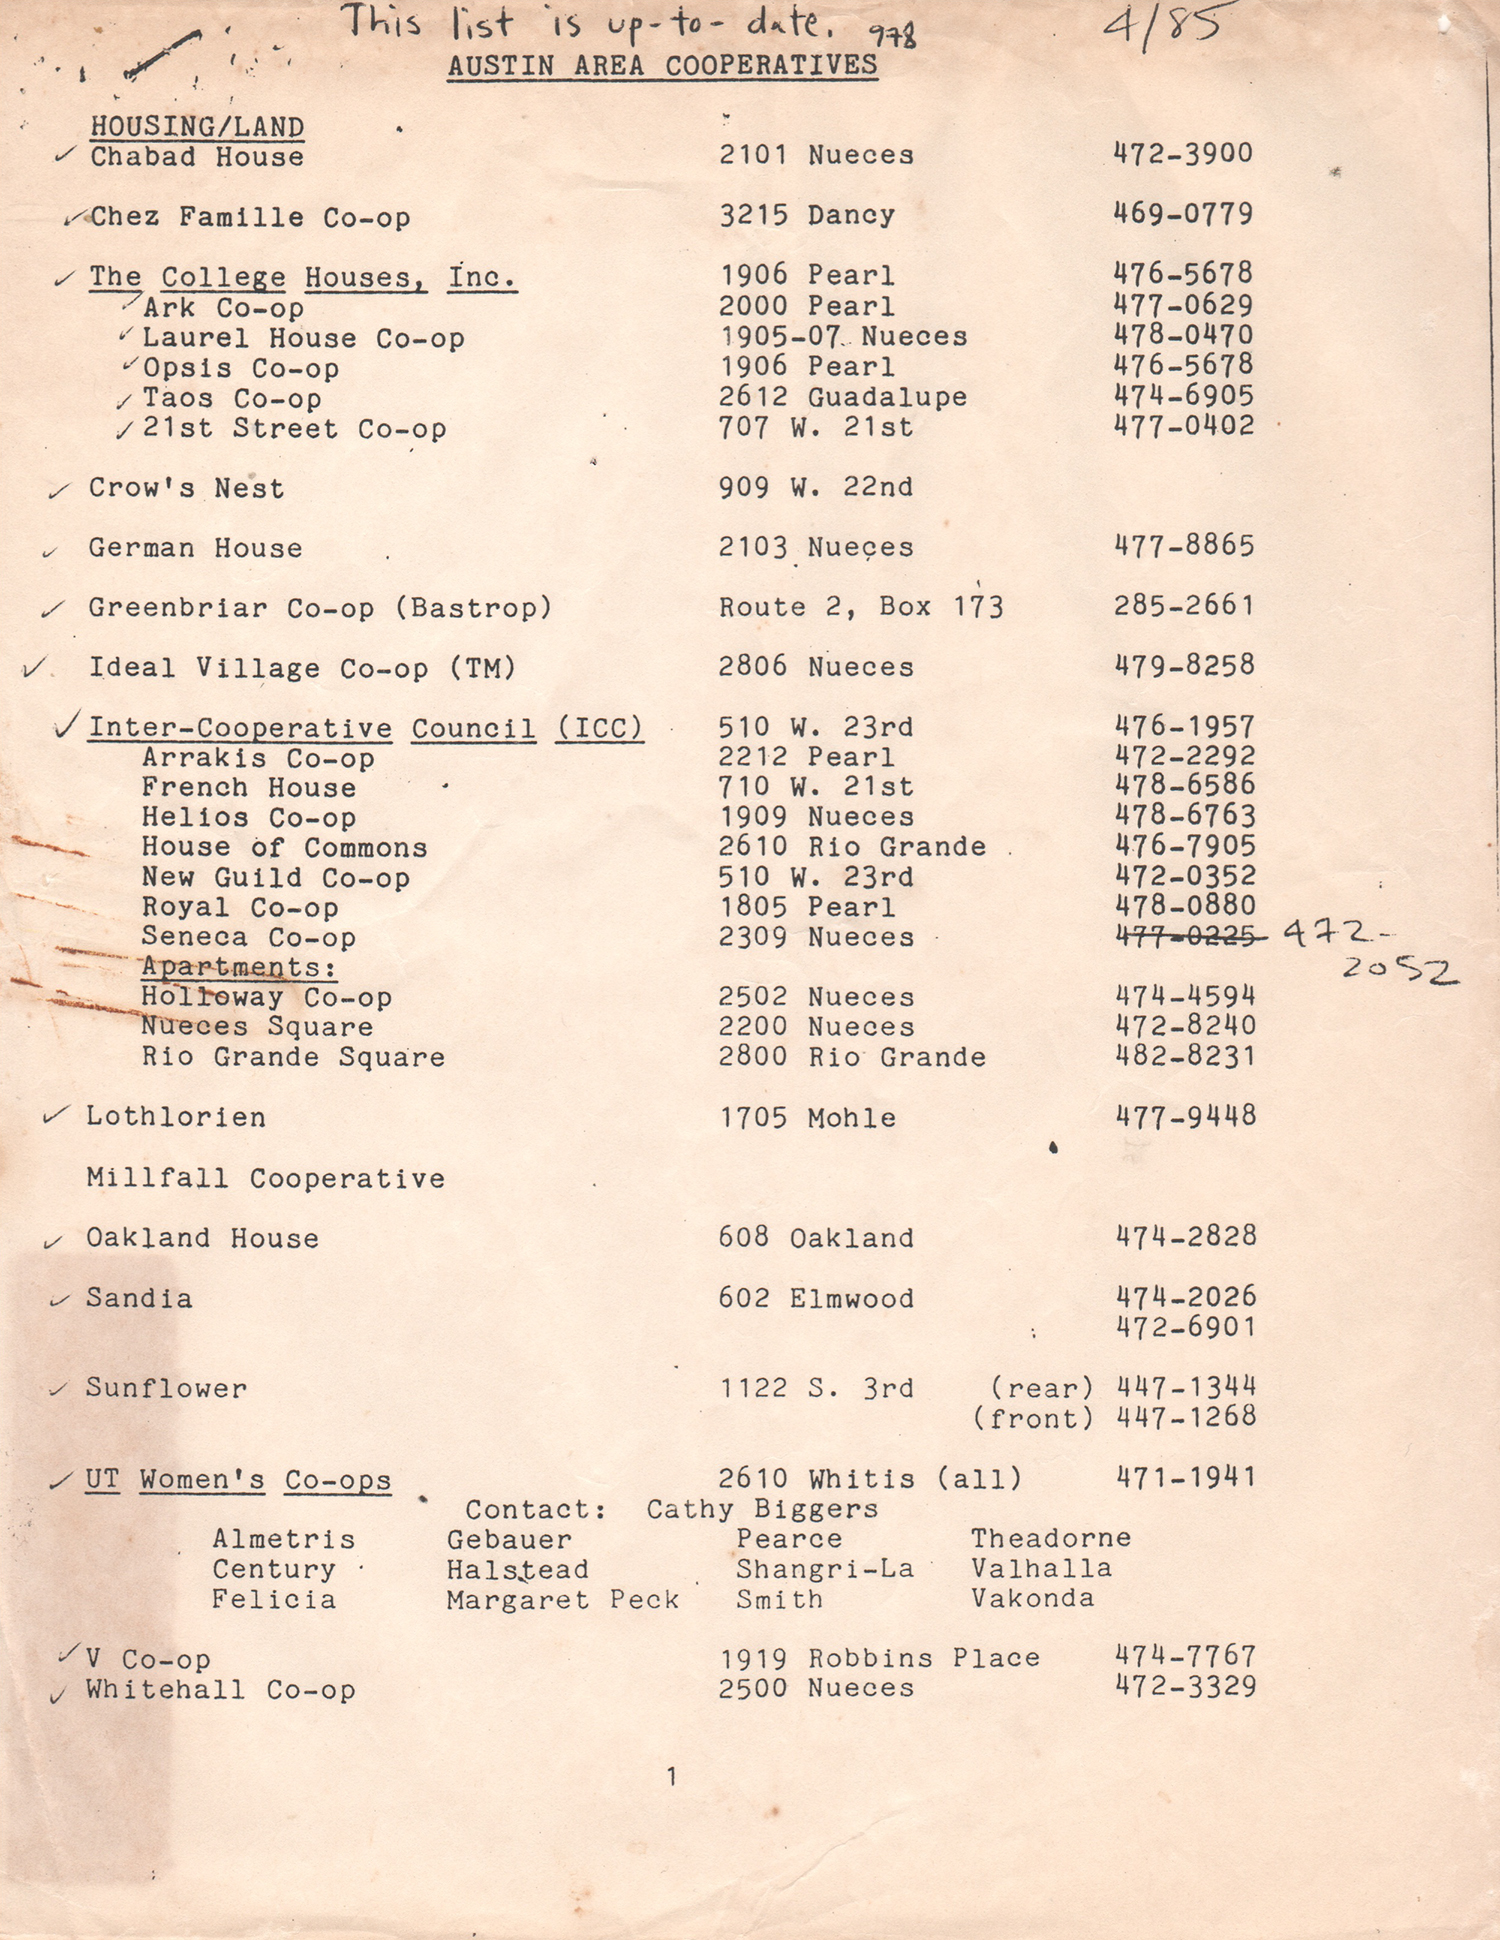 This list is up-to-date. 978 4/85
AUSTIN AREA COOPERATIVES
HOUSING/LAND
✓ Chabad House 2101 Nueces 472-3900
✓ Chez Famille Co-op 3215 Dancy 469-0779
✓ The College Houses, Inc. 1906 Pearl 476-5678
✓ Ark Co-op 2000 Pearl 477-0629
✓ Laurel House Co-op 1905-07 Nueces 478-0470
✓ Opsis Co-op 1906 Pearl 476-5678
✓ Taos Co-op 2612 Guadalupe 474-6905
✓ 21st Street Co-op 707 W. 21st 477-0402
✓ Crow's Nest 909 W. 22nd
✓ German House 2103 Nueces 477-8865
✓ Greenbriar Co-op (Bastrop) Route 2, Box 173 285-2661
✓ Ideal Village Co-op (TM) 2806 Nueces 479-8258
✓ Inter-Cooperative Council (ICC) 510 W. 23rd 476-1957
Arrakis Co-op 2212 Pearl 472-2292
French House 710 W. 21st 478-6586
Helios Co-op 1909 Nueces 478-6763
House of Commons 2610 Rio Grande 476-7905
New Guild Co-op 510 W. 23rd 472-0352
Royal Co-op 1805 Pearl 478-0880
Seneca Co-op 2309 Nueces 477-0225 472-
2052
Apartments:
Holloway Co-op 2502 Nueces 474-4594
Nueces Square 2200 Nueces 472-8240
Rio Grande Square 2800 Rio Grande 482-8231
✓ Lothlorien 1705 Mohle 477-9448
Millfall Cooperative
✓ Oakland House 608 Oakland 474-2828
✓ Sandia 602 Elmwood 474-2026
472-6901
✓ Sunflower 1122 S. 3rd (rear) 447-1344
(front) 447-1268
✓ UT Women's Co-ops 2610 Whitis (all) 471-1941
Contact: Cathy Biggers
Almetris Gebauer Pearce Theadorne
Century Halstead Shangri-La Valhalla
Felicia Margaret Peck Smith Vakonda
✓ V Co-op 1919 Robbins Place 474-7767
✓ Whitehall Co-op 2500 Nueces 472-3329
1